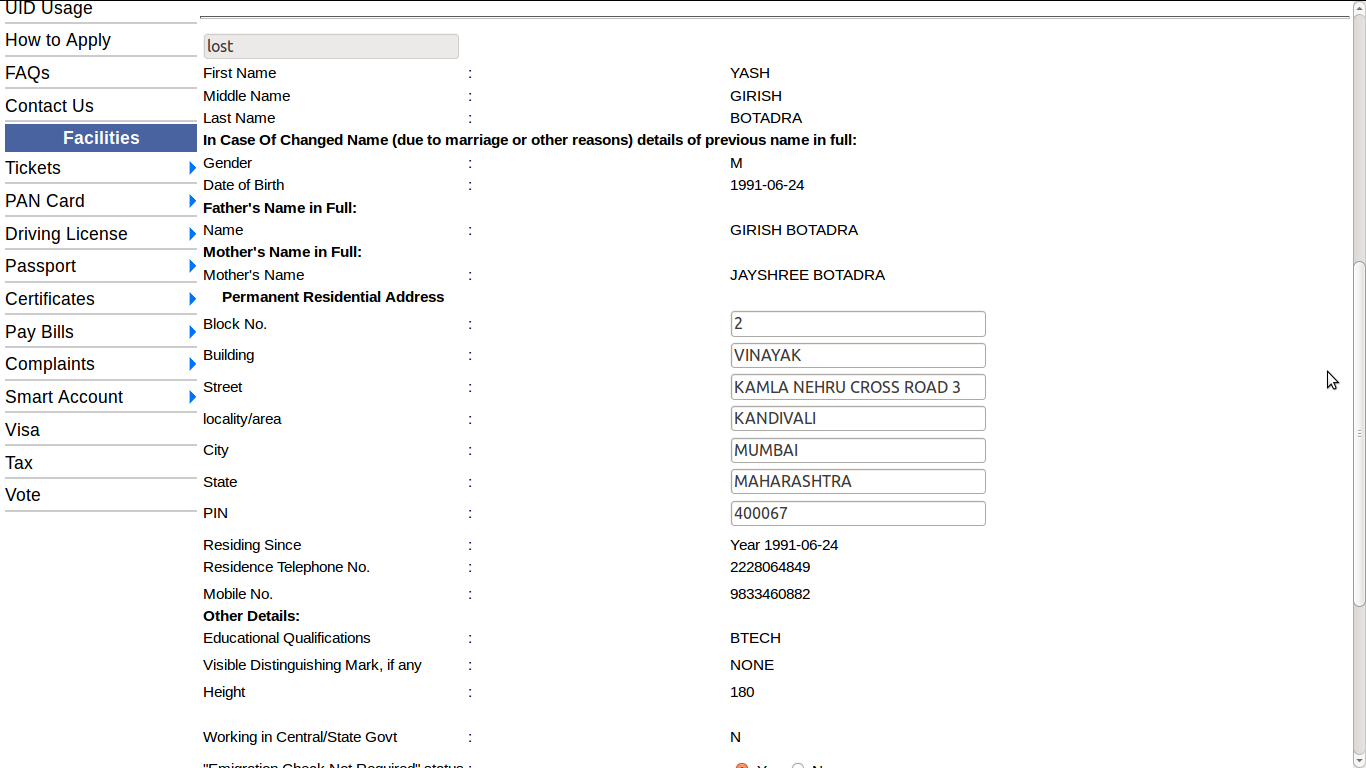 UID Usage
How to Apply
FAQs
Contact Us
Facilities
Tickets
PAN Card
Driving License
Passport
Certificates
Pay Bills
Complaints
Smart Account
Visa
Tax
Vote
lost
First Name : YASH
Middle Name : GIRISH
Last Name : BOTADRA
In Case Of Changed Name (due to marriage or other reasons) details of previous name in full:
Gender : M
Date of Birth : 1991-06-24
Father's Name in Full:
Name : GIRISH BOTADRA
Mother's Name in Full:
Mother's Name : JAYSHREE BOTADRA
Permanent Residential Address
Block No. : 2
Building : VINAYAK
Street : KAMLA NEHRU CROSS ROAD 3
locality/area : KANDIVALI
City : MUMBAI
State : MAHARASHTRA
PIN : 400067
Residing Since : Year 1991-06-24
Residence Telephone No. : 2228064849
Mobile No. : 9833460882
Other Details:
Educational Qualifications : BTECH
Visible Distinguishing Mark, if any : NONE
Height : 180
Working in Central/State Govt : N
"Emigration Check Not Required" status :